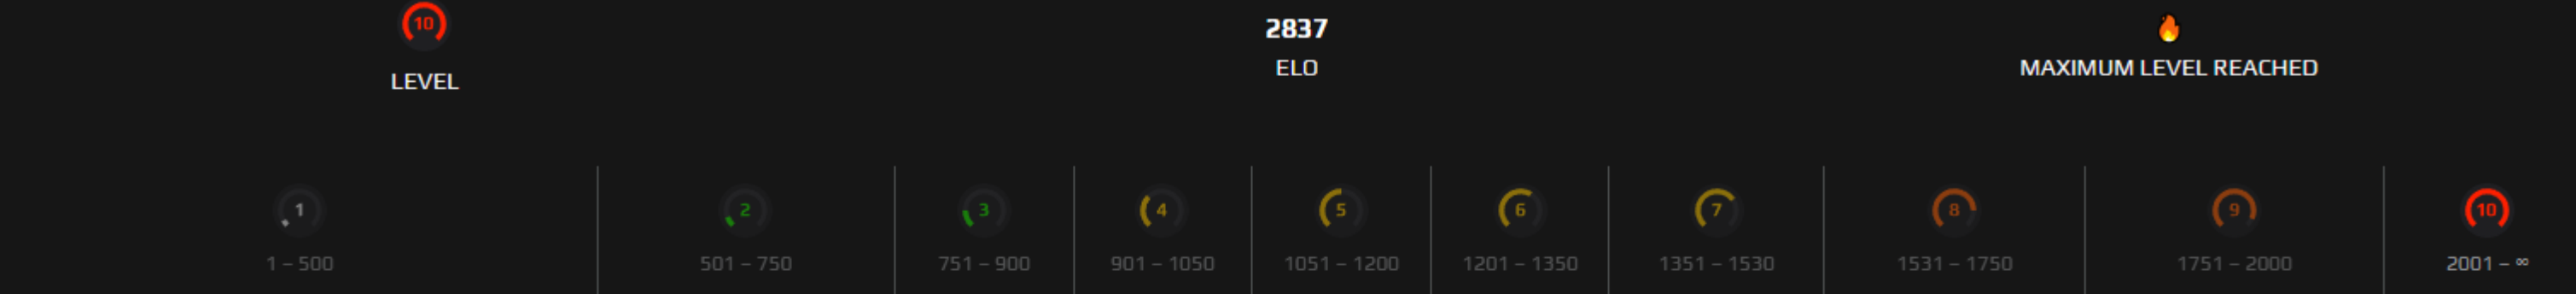 10
LEVEL
2837
ELO
MAXIMUM LEVEL REACHED
1
1 – 500
2
501 – 750
3
751 – 900
4
901 – 1050
5
1051 – 1200
6
1201 – 1350
7
1351 – 1530
8
1531 – 1750
9
1751 – 2000
10
2001 – ∞